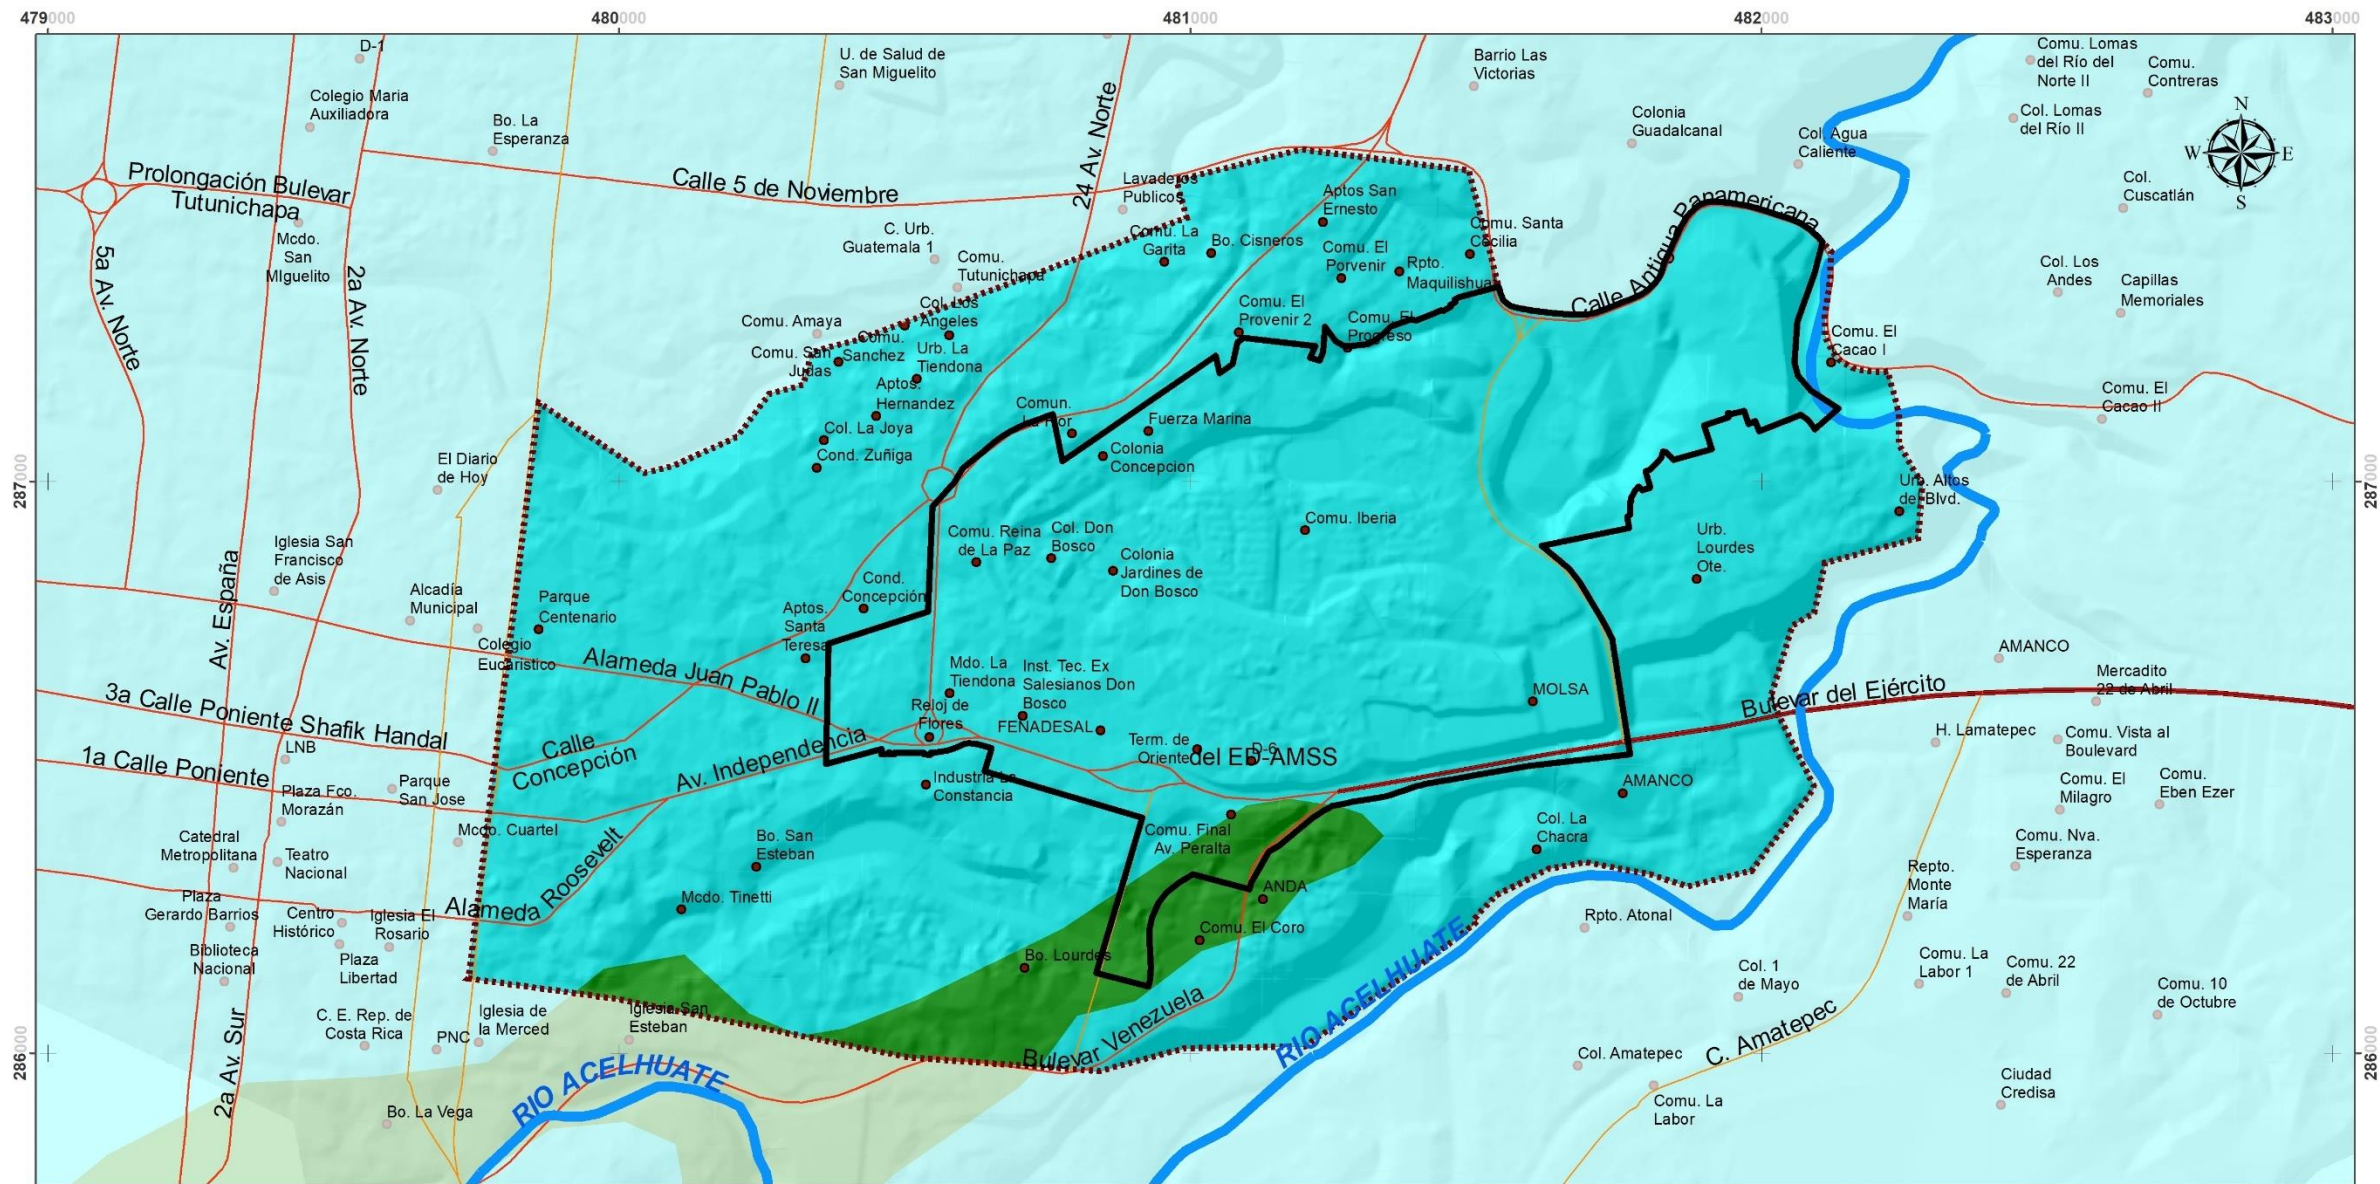 479000
480000
481000
482000
483000
D-1
U. de Salud de
San Miguelito
Barrio Las
Victorias
Comu. Lomas
del Río del
Norte II
Comu.
Contreras
Colegio Maria
Auxiliadora
Bo. La
Esperanza
24 Av. Norte
Colonia
Guadalcanal
Col. Agua
Caliente
Col. Lomas
del Río II
N
W
E
S
Prolongación Bulevar
Tutunichapa
Calle 5 de Noviembre
Lavaderos
Publicos
Aptos San
Ernesto
Col.
Cuscatlán
Mcdo.
San
MIguelito
C. Urb.
Guatemala 1
Comu.
Tutunichapa
Comu. La
Garita
Bo. Cisneros
Comu. El
Porvenir
Rpto.
Maquilishua
Comu. Santa
Cecilia
Calle Antigua Panamericana
Col. Los
Andes
Capillas
Memoriales
5a Av. Norte
2a Av. Norte
Comu. Amaya
Comu. San
Judas
Comu.
Sanchez
Col. Los
Angeles
Urb. La
Tiendona
Comu. El
Provenir 2
Comu. El
Progreso
Comu. El
Cacao I
Comu. El
Cacao II
Aptos.
Hernandez
Col. La Joya
Cond. Zuñiga
Comun.
La Flor
Fuerza Marina
Colonia
Concepcion
El Diario
de Hoy
287000
287000
Urb. Altos
del Blvd.
Iglesia San
Francisco
de Asis
Comu. Reina
de La Paz
Col. Don
Bosco
Comu. Iberia
Colonia
Jardines de
Don Bosco
Urb.
Lourdes
Ote.
Av. España
Alcadía
Municipal
Parque
Centenario
Cond.
Concepción
Aptos.
Santa
Teresa
Colegio
Eucaristico
Alameda Juan Pablo II
Mdo. La
Tiendona
Inst. Tec. Ex
Salesianos Don
Bosco
Reloj de
Flores
FENADESAL
MOLSA
AMANCO
Mercadito
22 de Abril
Bulevar del Ejército
3a Calle Poniente Shafik Handal
LNB
Calle
Concepción
Av. Independencia
Term. de
Oriente
D-6
del ED-AMSS
H. Lamatepec
Comu. Vista al
Boulevard
1a Calle Poniente
Plaza Fco.
Morazán
Parque
San Jose
Industria La
Constancia
AMANCO
Comu. El
Milagro
Comu.
Eben Ezer
Catedral
Metropolitana
Teatro
Nacional
Mcdo. Cuartel
Bo. San
Esteban
Comu. Final
Av. Peralta
Col. La
Chacra
Comu. Nva.
Esperanza
Plaza
Gerardo Barrios
Centro
Histórico
Iglesia El
Rosario
Alameda Roosevelt
Mcdo. Tinetti
ANDA
Repto.
Monte
María
Rpto. Atonal
Biblioteca
Nacional
Plaza
Libertad
Bo. Lourdes
Comu. El Coro
RIO ACELHUATE
Col. 1
de Mayo
Comu. La
Labor 1
Comu. 22
de Abril
Comu. 10
de Octubre
C. E. Rep. de
Costa Rica
PNC
Iglesia de
la Merced
Iglesia San
Esteban
Bulevar Venezuela
C. Amatepec
286000
286000
2a Av. Sur
Bo. La Vega
RIO ACELHUATE
Col. Amatepec
Comu. La
Labor
Ciudad
Credisa